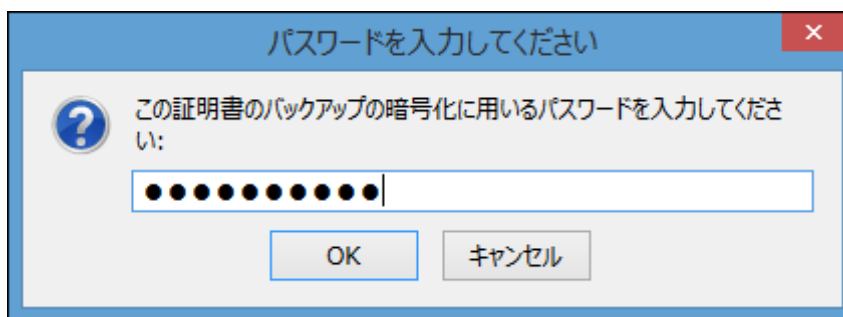 パスワードを入力してください
この証明書のバックアップの暗号化に用いるパスワードを入力してくださ
い:
●●●●●●●●●●
OK
キャンセル